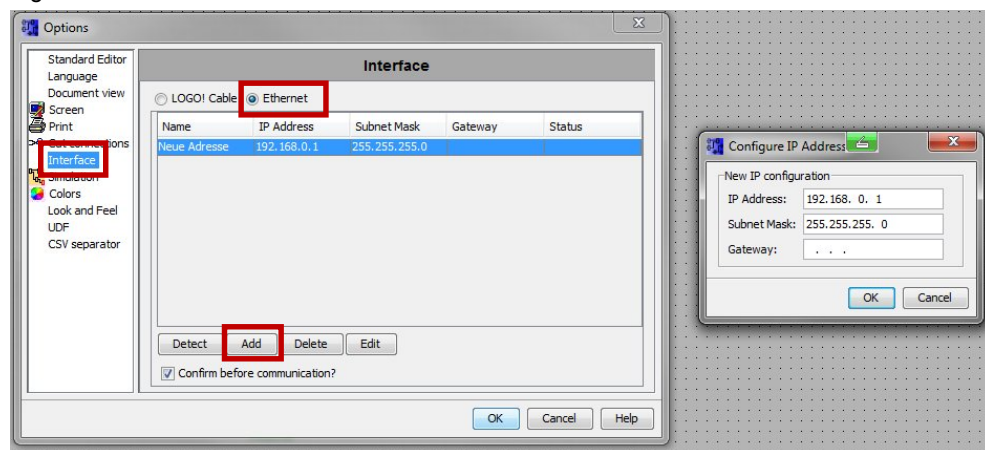 Options
Standard Editor
Language
Document view
Screen
Print
Cut connections
Interface
Simulation
Colors
Look and Feel
UDF
CSV separator
Interface
LOGO! Cable Ethernet
Name IP Address Subnet Mask Gateway Status
Neue Adresse 192.168.0.1 255.255.255.0
Detect Add Delete Edit
Confirm before communication?
OK Cancel Help
Configure IP Address
New IP configuration
IP Address: 192.168. 0. 1
Subnet Mask: 255.255.255. 0
Gateway: . . .
OK Cancel